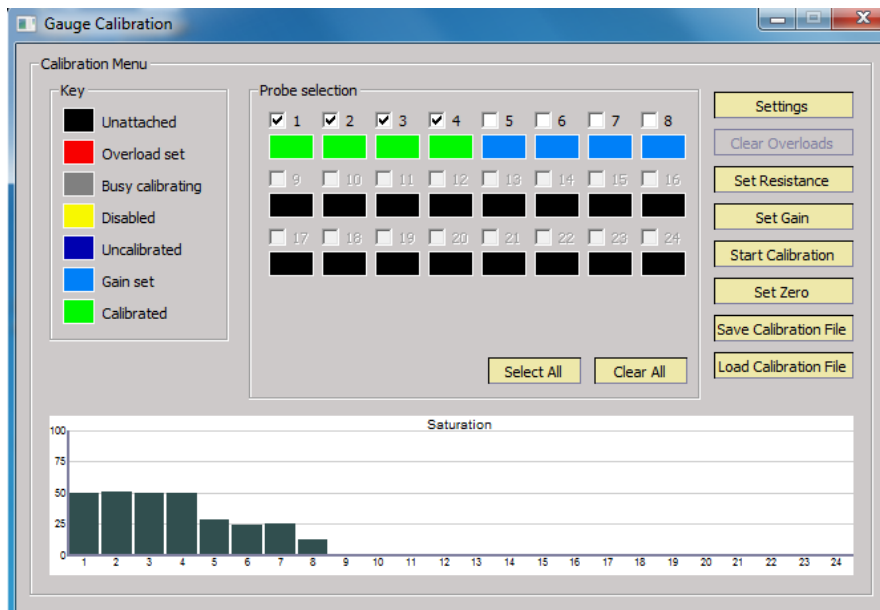 Gauge Calibration
Calibration Menu
Key
Unattached
Overload set
Busy calibrating
Disabled
Uncalibrated
Gain set
Calibrated
Probe selection
1 2 3 4 5 6 7 8
9 10 11 12 13 14 15 16
17 18 19 20 21 22 23 24
Select All Clear All
Settings
Clear Overloads
Set Resistance
Set Gain
Start Calibration
Set Zero
Save Calibration File
Load Calibration File
Saturation
100
75
50
25
0
1 2 3 4 5 6 7 8 9 10 11 12 13 14 15 16 17 18 19 20 21 22 23 24